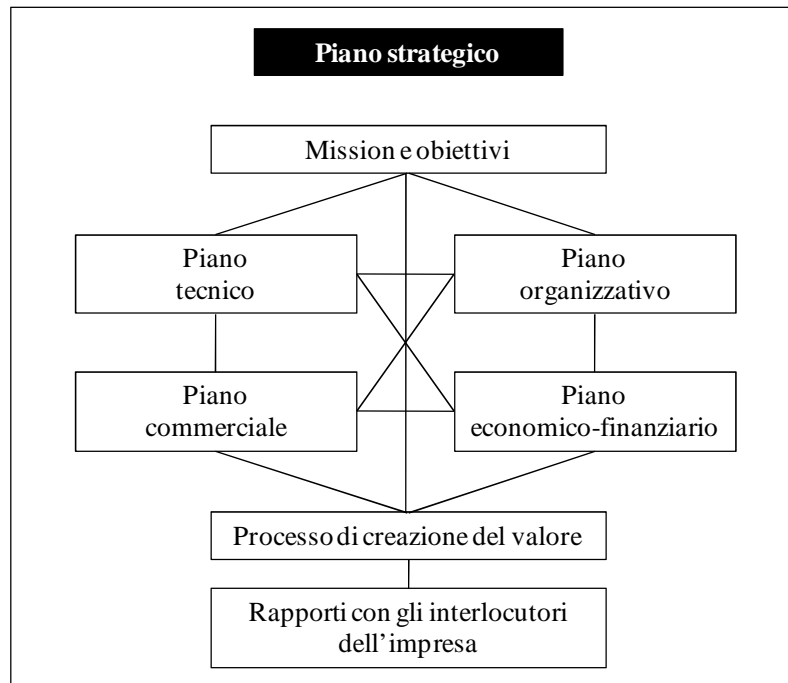 Piano strategico
Mission e obiettivi
Piano
tecnico
Piano
organizzativo
Piano
commerciale
Piano
economico-finanziario
Processo di creazione del valore
Rapporti con gli interlocutori
dell'impresa